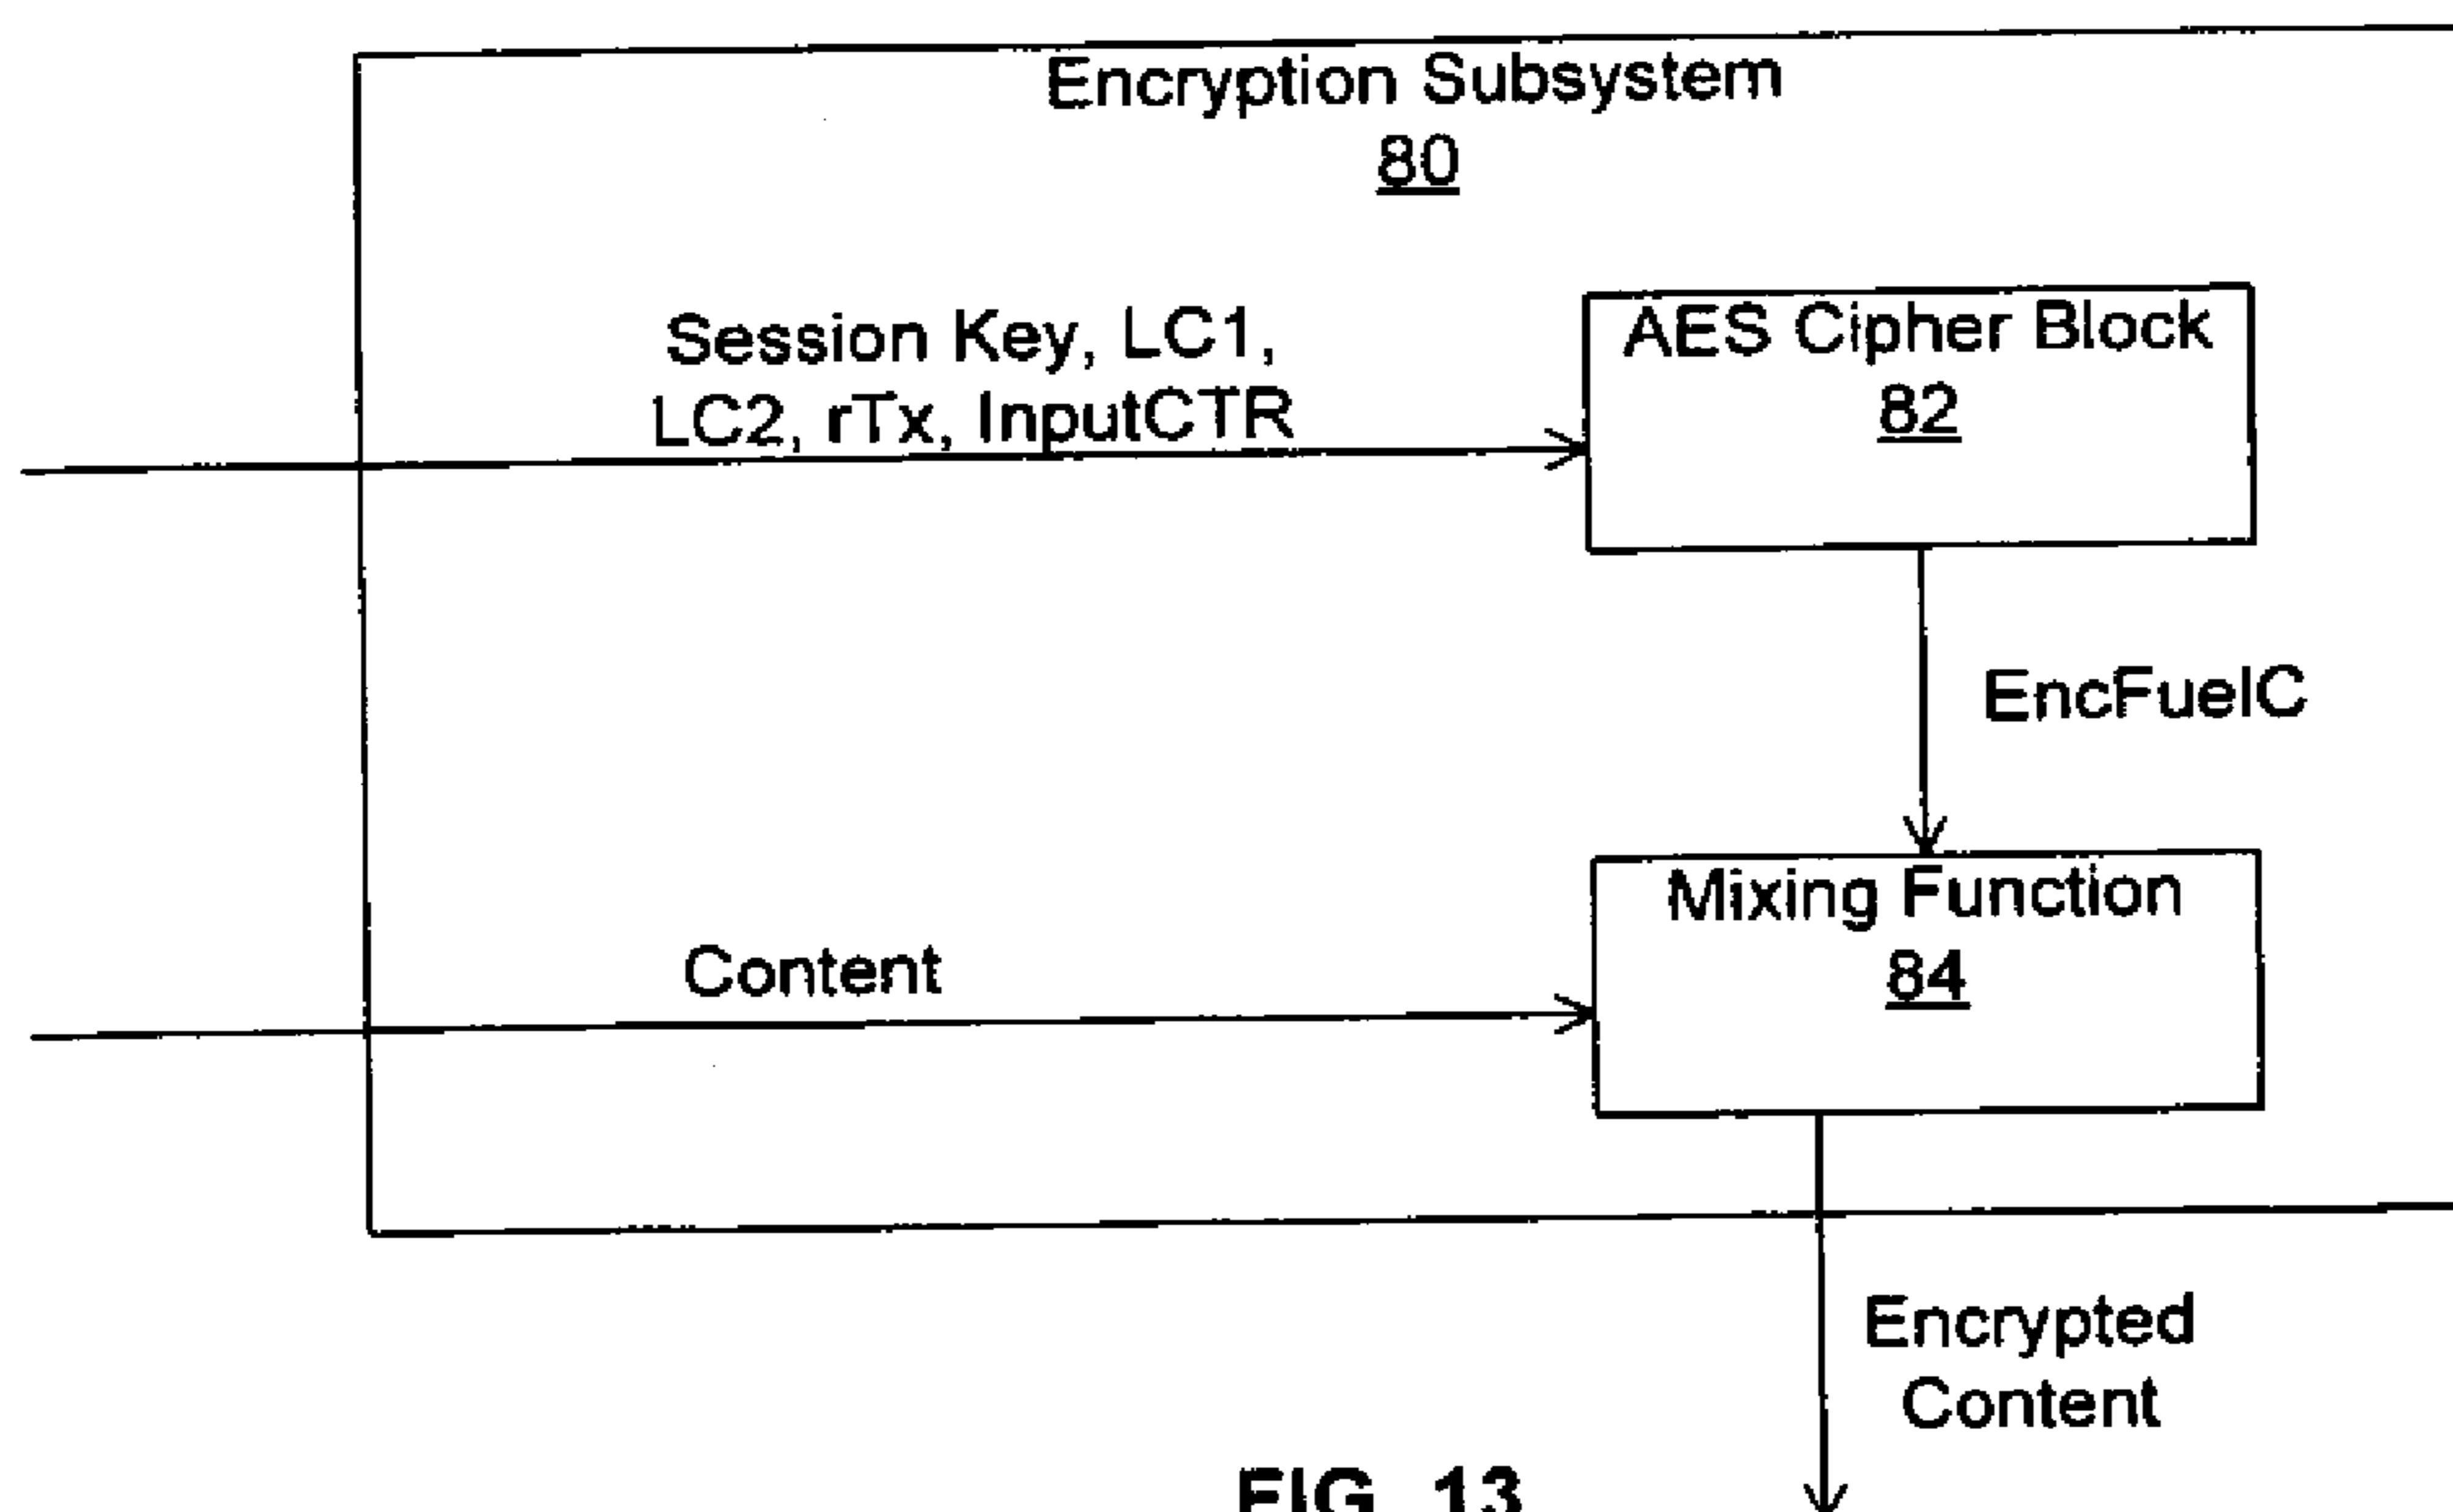 Encryption Subsystem
80
Session Key, LC1,
LC2, rTx, InputCTR
AES Cipher Block
82
EncFuelC
Mixing Function
84
Content
Encrypted
Content
FIG. 13